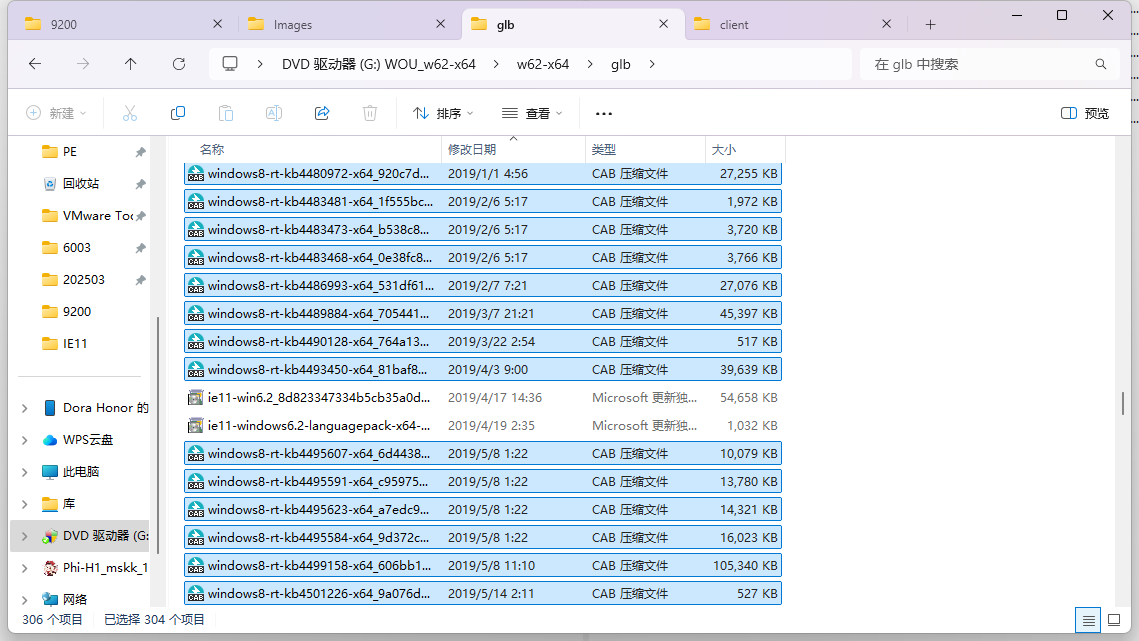 9200
Images
glb
client
DVD 驱动器 (G:) WOU_w62-x64
w62-x64
glb
在 glb 中搜索
新建
排序
查看
预览
PE
回收站
VMware Too
6003
202503
9200
IE11
Dora Honor 的
WPS云盘
此电脑
库
DVD 驱动器 (G:
Phi-H1_mskk_1
网络
名称 修改日期 类型 大小
windows8-rt-kb4480972-x64_920c7d... 2019/1/1 4:56 CAB 压缩文件 27,255 KB
windows8-rt-kb4483481-x64_1f555bc... 2019/2/6 5:17 CAB 压缩文件 1,972 KB
windows8-rt-kb4483473-x64_b538c8... 2019/2/6 5:17 CAB 压缩文件 3,720 KB
windows8-rt-kb4483468-x64_0e38fc8... 2019/2/6 5:17 CAB 压缩文件 3,766 KB
windows8-rt-kb4486993-x64_531df61... 2019/2/7 7:21 CAB 压缩文件 27,076 KB
windows8-rt-kb4489884-x64_705441... 2019/3/7 21:21 CAB 压缩文件 45,397 KB
windows8-rt-kb4490128-x64_764a13... 2019/3/22 2:54 CAB 压缩文件 517 KB
windows8-rt-kb4493450-x64_81baf8... 2019/4/3 9:00 CAB 压缩文件 39,639 KB
ie11-win6.2_8d823347334b5cb35a0d... 2019/4/17 14:36 Microsoft 更新独... 54,658 KB
ie11-windows6.2-languagepack-x64-... 2019/4/19 2:35 Microsoft 更新独... 1,032 KB
windows8-rt-kb4495607-x64_6d4438... 2019/5/8 1:22 CAB 压缩文件 10,079 KB
windows8-rt-kb4495591-x64_c95975... 2019/5/8 1:22 CAB 压缩文件 13,780 KB
windows8-rt-kb4495623-x64_a7edc9... 2019/5/8 1:22 CAB 压缩文件 14,321 KB
windows8-rt-kb4495584-x64_9d372c... 2019/5/8 1:22 CAB 压缩文件 16,023 KB
windows8-rt-kb4499158-x64_606bb1... 2019/5/8 11:10 CAB 压缩文件 105,340 KB
windows8-rt-kb4501226-x64_9a076d... 2019/5/14 2:11 CAB 压缩文件 527 KB
306 个项目 已选择 304 个项目